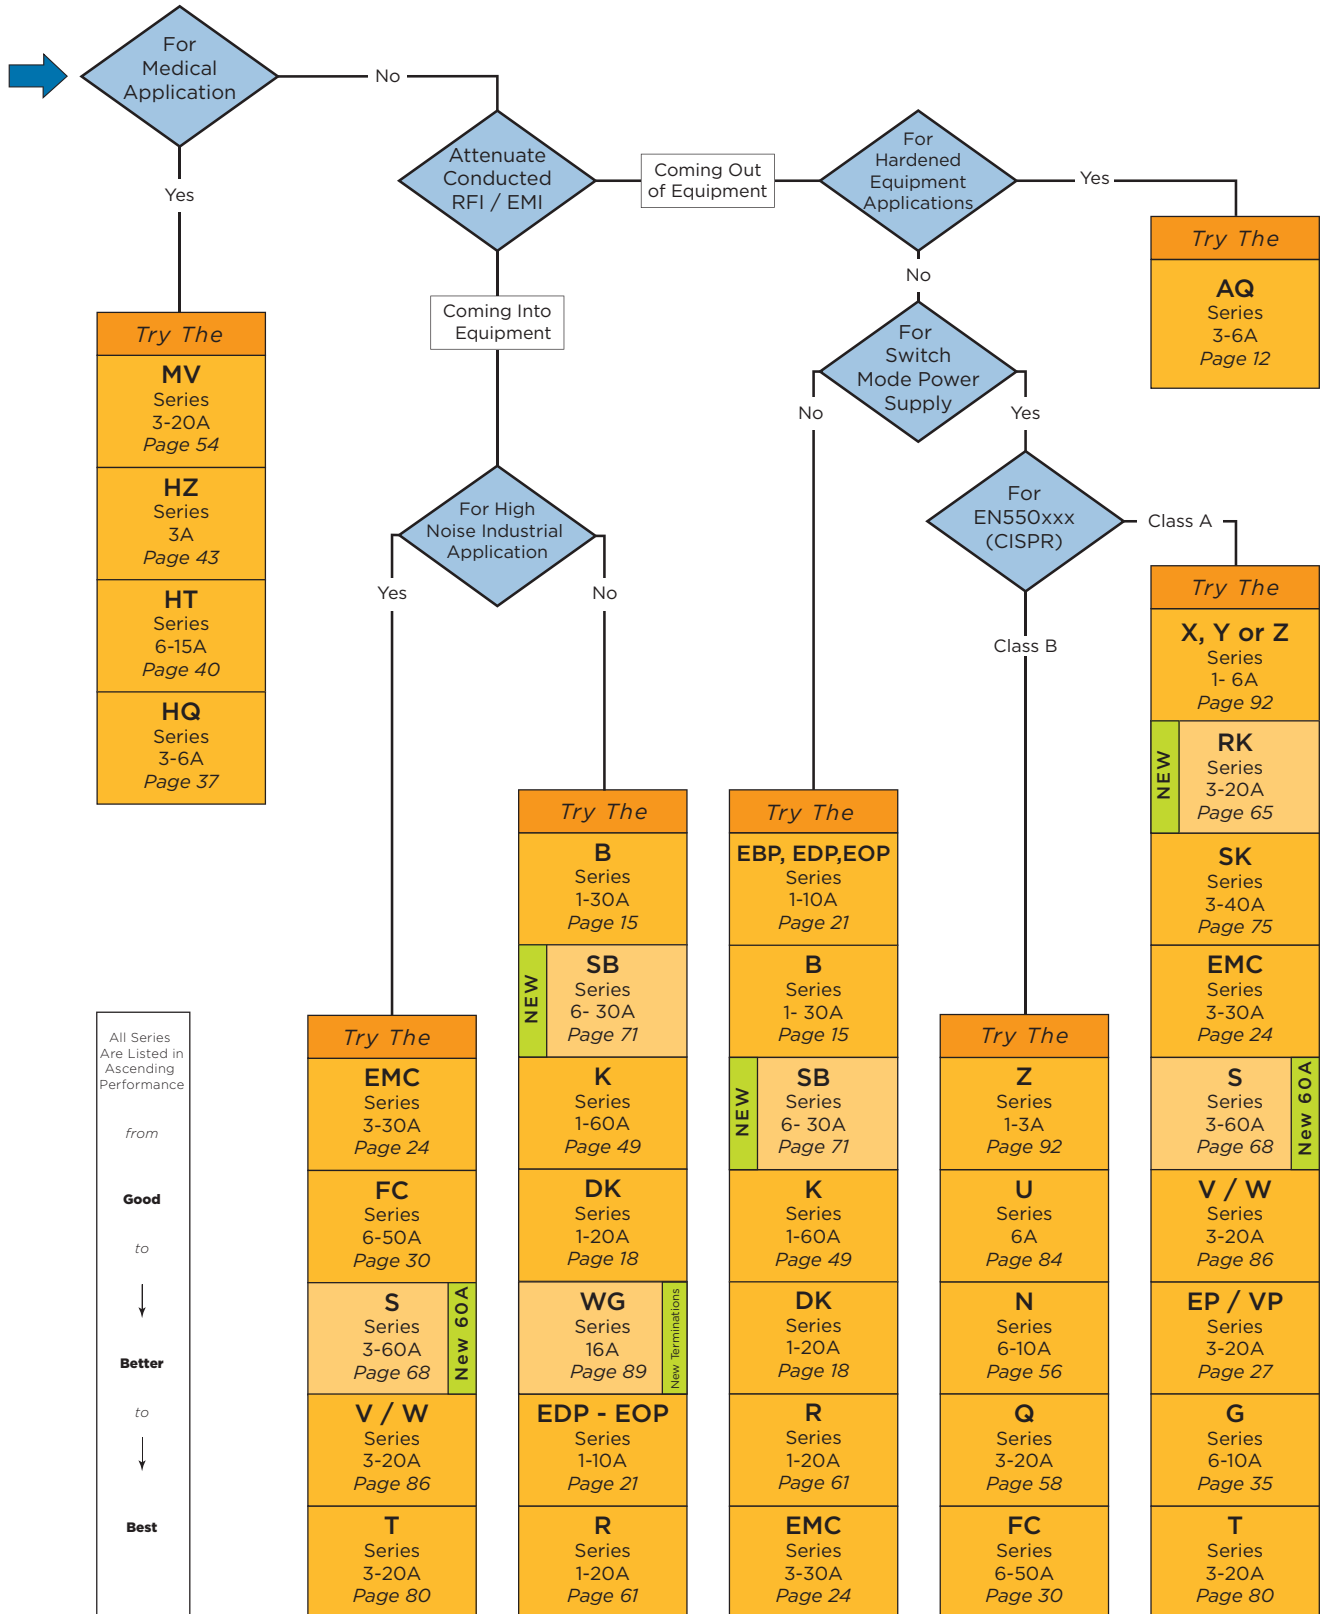 For
Medical
Application
No
Yes
Attenuate
Conducted
RFI / EMI
Coming Out
of Equipment
For
Hardened
Equipment
Applications
Yes
Try The
AQ
Series
3-6A
Page 12
No
Coming Into
Equipment
For
Switch
Mode Power
Supply
No
Yes
Try The
MV
Series
3-20A
Page 54
HZ
Series
3A
Page 43
HT
Series
6-15A
Page 40
HQ
Series
3-6A
Page 37
For High
Noise Industrial
Application
Yes
No
For
EN550xxx
(CISPR)
Class A
Class B
All Series
Are Listed in
Ascending
Performance
from
Good
to
Better
to
Best
Try The
EMC
Series
3-30A
Page 24
FC
Series
6-50A
Page 30
S
Series
3-60A
Page 68
New 60A
V / W
Series
3-20A
Page 86
T
Series
3-20A
Page 80
Try The
B
Series
1-30A
Page 15
NEW
SB
Series
6- 30A
Page 71
K
Series
1-60A
Page 49
DK
Series
1-20A
Page 18
WG
Series
16A
Page 89
New Terminations
EDP - EOP
Series
1-10A
Page 21
R
Series
1-20A
Page 61
Try The
EBP, EDP,EOP
Series
1-10A
Page 21
B
Series
1- 30A
Page 15
NEW
SB
Series
6- 30A
Page 71
K
Series
1-60A
Page 49
DK
Series
1-20A
Page 18
R
Series
1-20A
Page 61
EMC
Series
3-30A
Page 24
Try The
Z
Series
1-3A
Page 92
U
Series
6A
Page 84
N
Series
6-10A
Page 56
Q
Series
3-20A
Page 58
FC
Series
6-50A
Page 30
Try The
X, Y or Z
Series
1- 6A
Page 92
NEW
RK
Series
3-20A
Page 65
SK
Series
3-40A
Page 75
EMC
Series
3-30A
Page 24
S
Series
3-60A
Page 68
New 60A
V / W
Series
3-20A
Page 86
EP / VP
Series
3-20A
Page 27
G
Series
6-10A
Page 35
T
Series
3-20A
Page 80